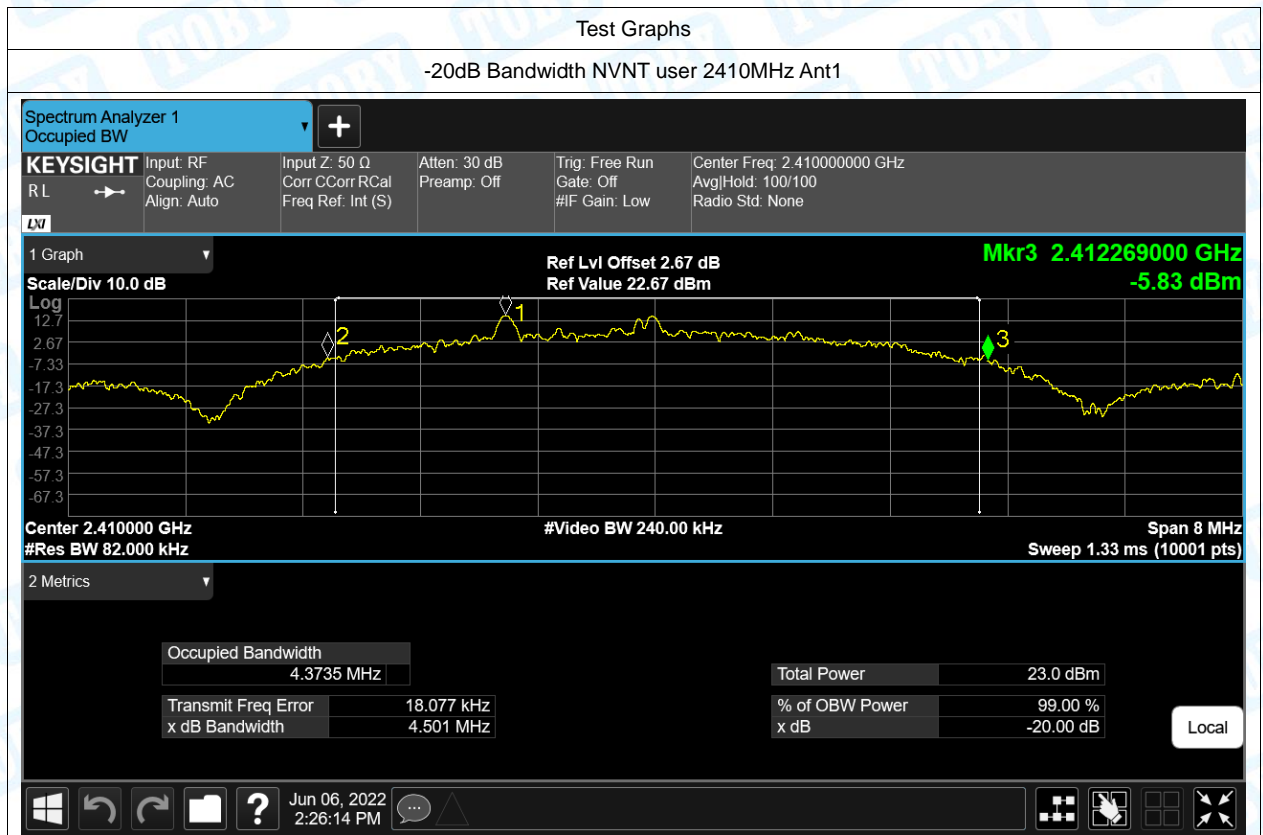 Test Graphs
-20dB Bandwidth NVNT user 2410MHz Ant1
Spectrum Analyzer 1
Occupied BW
+
KEYSIGHT
R L
LXI
Input: RF
Coupling: AC
Align: Auto
Input Z: 50 Ω
Corr CCorr RCal
Freq Ref: Int (S)
Atten: 30 dB
Preamp: Off
Trig: Free Run
Gate: Off
#IF Gain: Low
Center Freq: 2.410000000 GHz
Avg|Hold: 100/100
Radio Std: None
1 Graph
Scale/Div 10.0 dB
Ref Lvl Offset 2.67 dB
Ref Value 22.67 dBm
Mkr3 2.412269000 GHz
-5.83 dBm
Log
12.7
2.67
-7.33
-17.3
-27.3
-37.3
-47.3
-57.3
-67.3
2
1
3
Center 2.410000 GHz
#Video BW 240.00 kHz
Span 8 MHz
#Res BW 82.000 kHz
Sweep 1.33 ms (10001 pts)
2 Metrics
Occupied Bandwidth
4.3735 MHz
Total Power 23.0 dBm
Transmit Freq Error 18.077 kHz
% of OBW Power 99.00 %
x dB Bandwidth 4.501 MHz
x dB -20.00 dB
Local
?
Jun 06, 2022
2:26:14 PM
TOBY